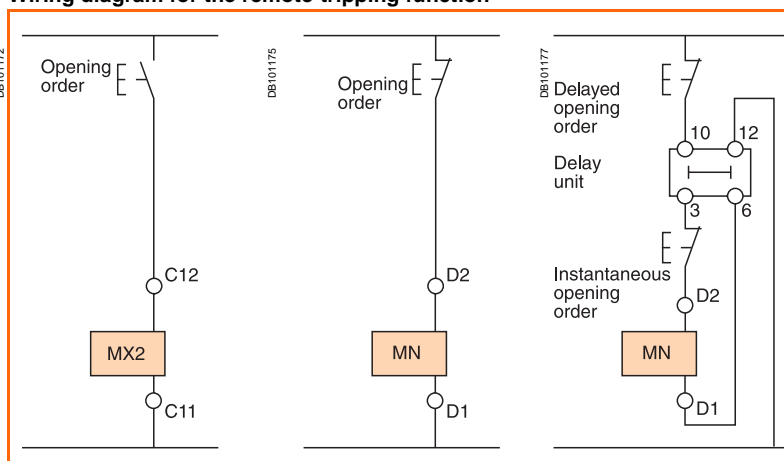 Wiring diagram for the remote tripping function
DB101172
Opening
order
C12
MX2
C11
DB101175
Opening
order
D2
MN
D1
DB101177
Delayed
opening
order
10
12
Delay
unit
3
6
Instantaneous
opening
order
D2
MN
D1